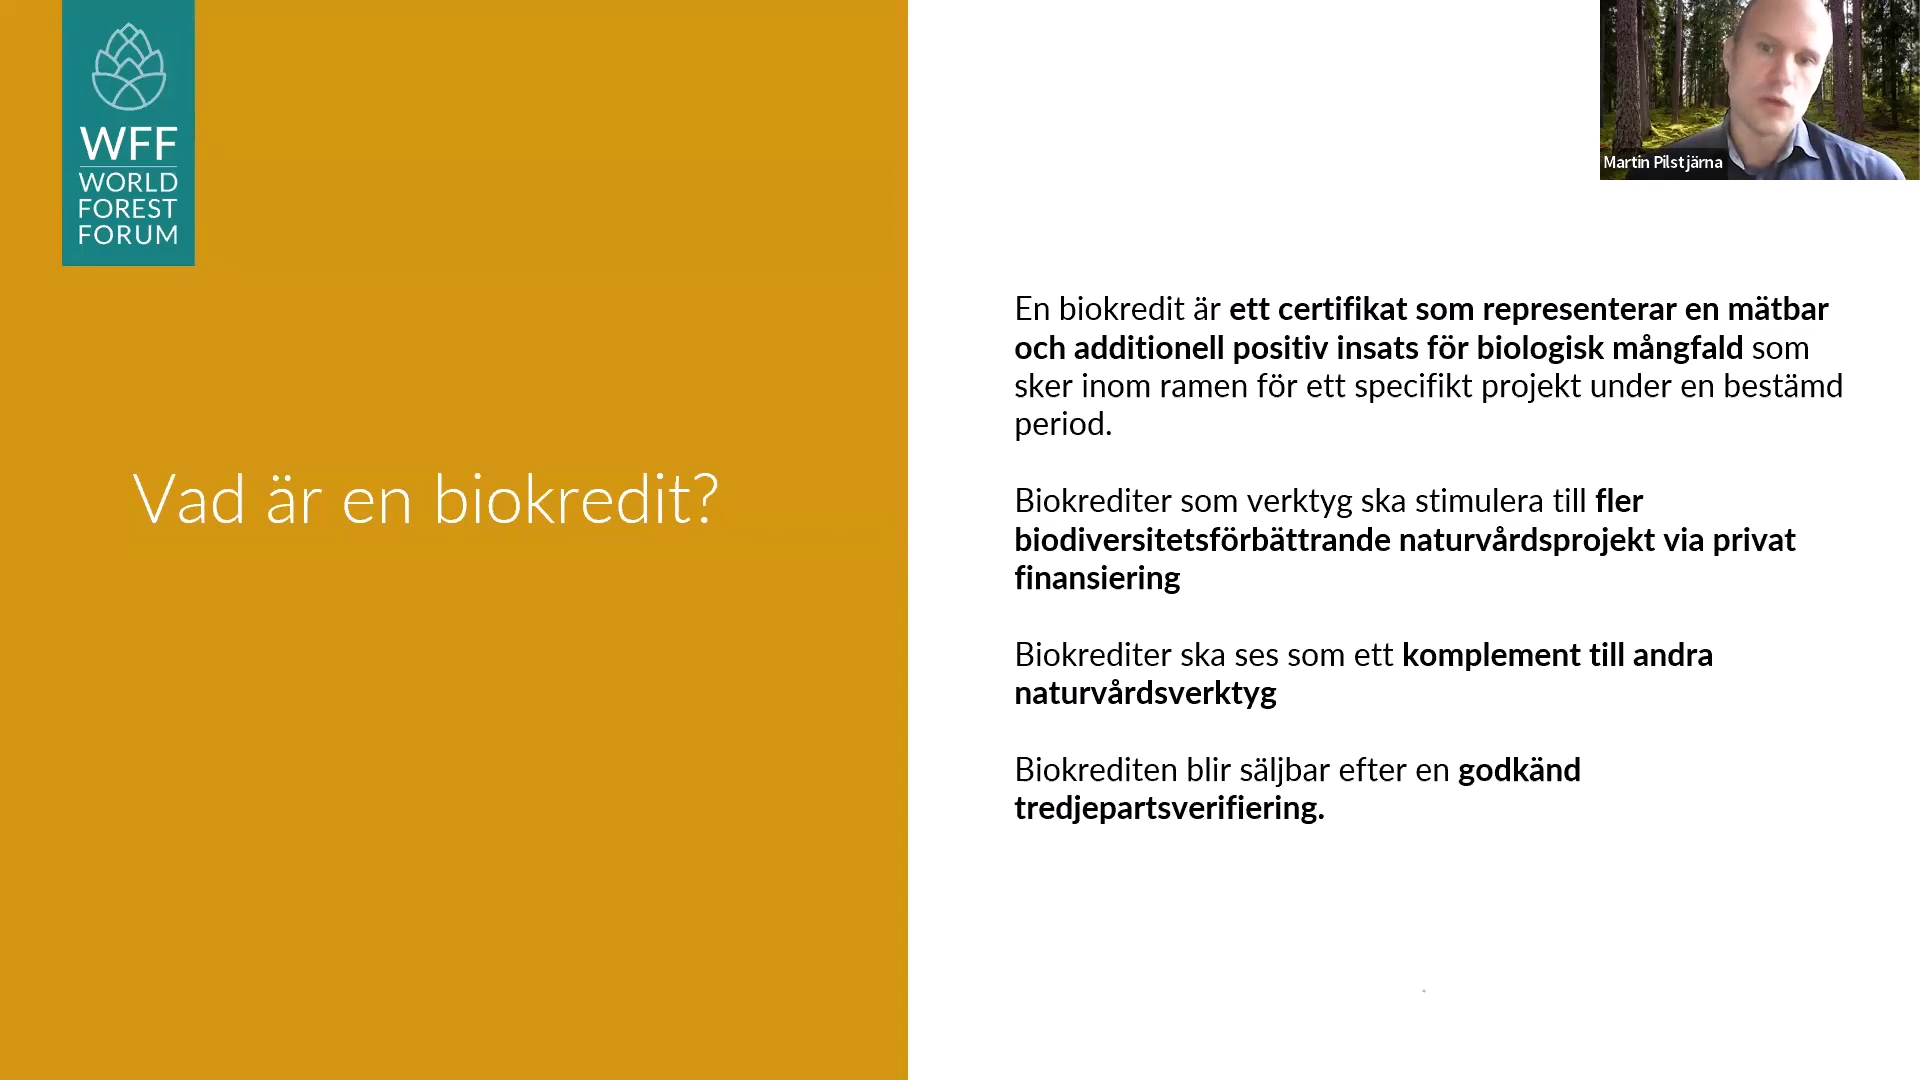 WFF
WORLD
FOREST
FORUM
Vad är en biokredit?
Martin Pilstjärna
En biokredit är ett certifikat som representerar en mätbar
och additionell positiv insats för biologisk mångfald som
sker inom ramen för ett specifikt projekt under en bestämd
period.
Biokrediter som verktyg ska stimulera till fler
biodiversitetsförbättrande naturvårdsprojekt via privat
finansiering
Biokrediter ska ses som ett komplement till andra
naturvårdsverktyg
Biokrediten blir säljbar efter en godkänd
tredjepartsverifiering.